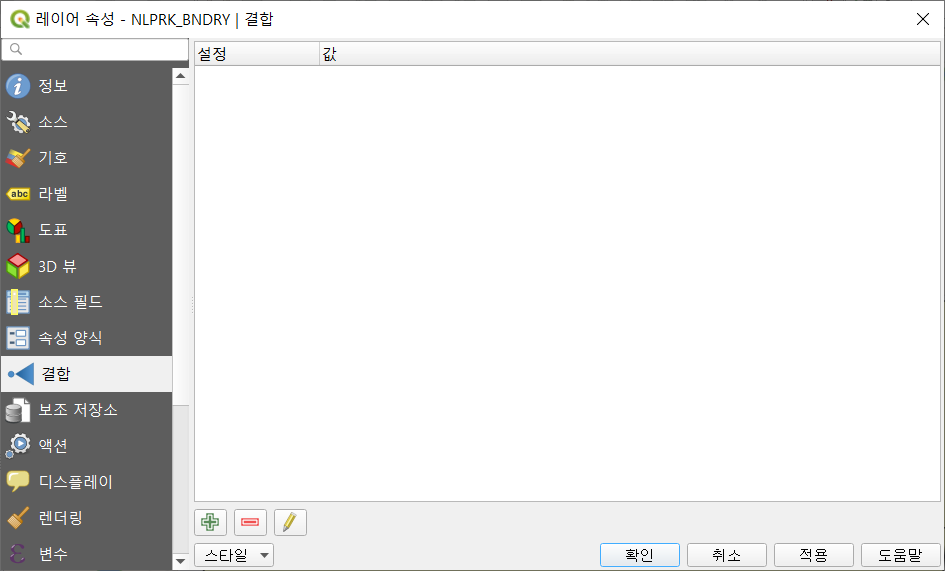 레이어 속성 - NLPRK_BNDRY | 결합
설정 값
정보
소스
기호
abc 라벨
도표
3D 뷰
소스 필드
속성 양식
결합
보조 저장소
액션
디스플레이
렌더링
변수
스타일 확인 취소 적용 도움말